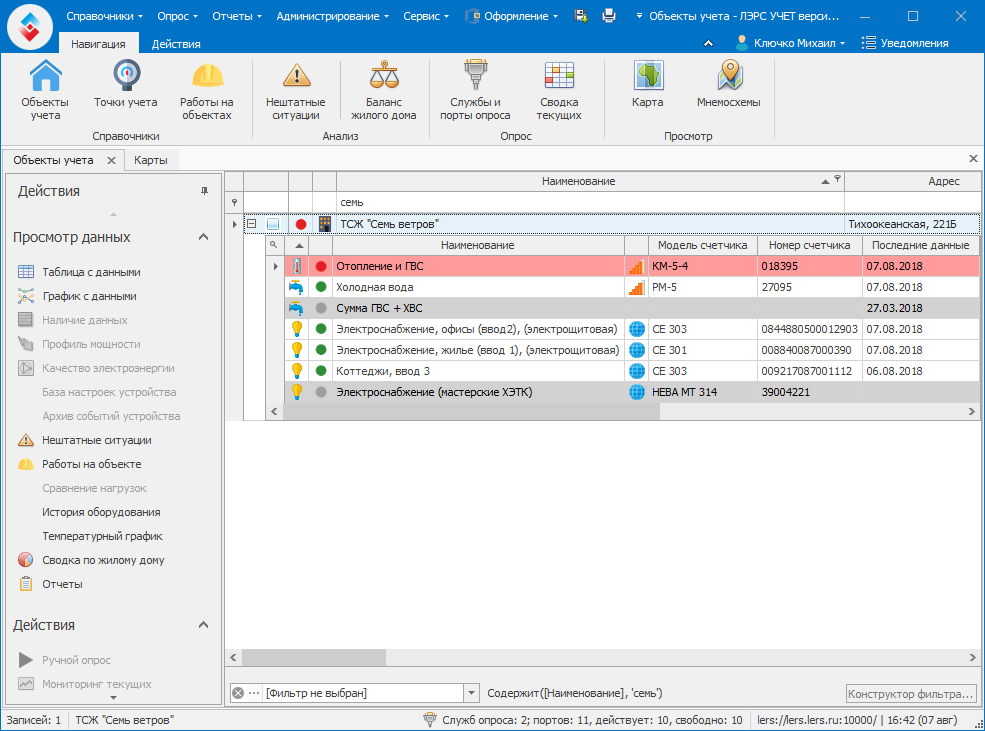 Справочники Опрос Отчеты Администрирование Сервис Оформление Объекты учета - ЛЭРС УЧЕТ верси...
Навигация Действия Ключко Михаил Уведомления
Объекты учета
Точки учета
Работы на объектах
Нештатные ситуации
Баланс жилого дома
Службы и порты опроса
Сводка текущих
Карта
Мнемосхемы
Справочники Анализ Опрос Просмотр
Объекты учета Карты
Действия
Просмотр данных
Таблица с данными
График с данными
Наличие данных
Профиль мощности
Качество электроэнергии
База настроек устройства
Архив событий устройства
Нештатные ситуации
Работы на объекте
Сравнение нагрузок
История оборудования
Температурный график
Сводка по жилому дому
Отчеты
Действия
Ручной опрос
Мониторинг текущих
Наименование Адрес
семь
ТСЖ "Семь ветров" Тихоокеанская, 221Б
Наименование Модель счетчика Номер счетчика Последние данные
Отопление и ГВС КМ-5-4 018395 07.08.2018
Холодная вода РМ-5 27095 07.08.2018
Сумма ГВС + ХВС 27.03.2018
Электроснабжение, офисы (ввод2), (электрощитовая) СЕ 303 0844880500012903 07.08.2018
Электроснабжение, жилье (ввод 1), (электрощитовая) СЕ 301 008840087000390 07.08.2018
Коттеджи, ввод 3 СЕ 303 009217087001112 06.08.2018
Электроснабжение (мастерские ХЭТК) НЕВА МТ 314 39004221
[Фильтр не выбран] Содержит([Наименование], 'семь') Конструктор фильтра...
Записей: 1 ТСЖ "Семь ветров" Служб опроса: 2; портов: 11, действует: 10, свободно: 10 lers://lers.lers.ru:10000/ | 16:42 (07 авг)